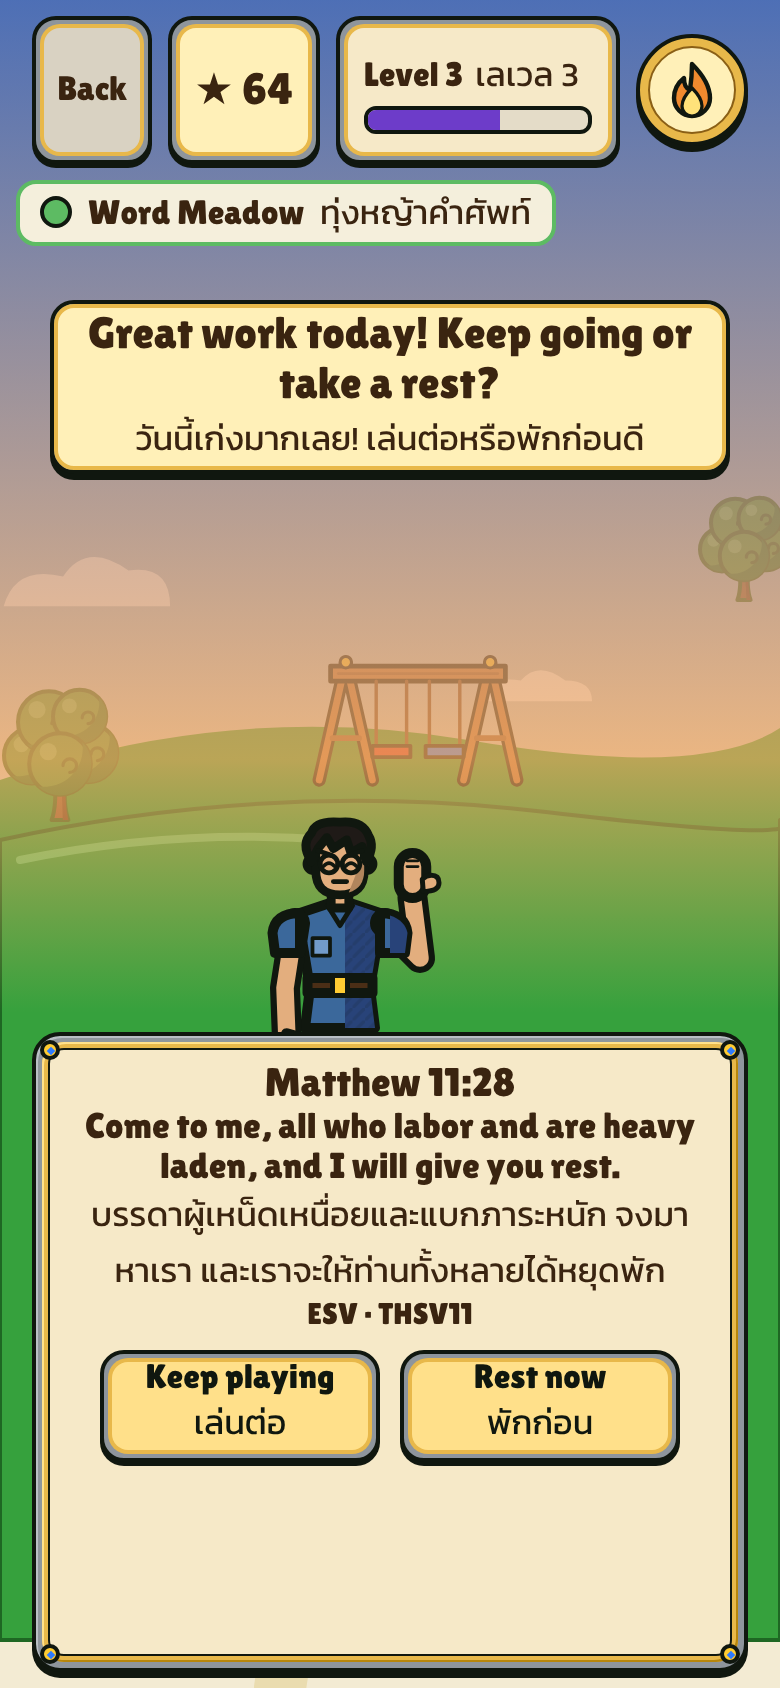 Back
★ 64
Level 3 เลเวล 3
Word Meadow ทุ่งหญ้าคำศัพท์
Great work today! Keep going or
take a rest?
วันนี้เก่งมากเลย! เล่นต่อหรือพักก่อนดี
Matthew 11:28
Come to me, all who labor and are heavy
laden, and I will give you rest.
บรรดาผู้เหน็ดเหนื่อยและแบกภาระหนัก จงมา
หาเรา และเราจะให้ท่านทั้งหลายได้หยุดพัก
ESV · THSV11
Keep playing
เล่นต่อ
Rest now
พักก่อน